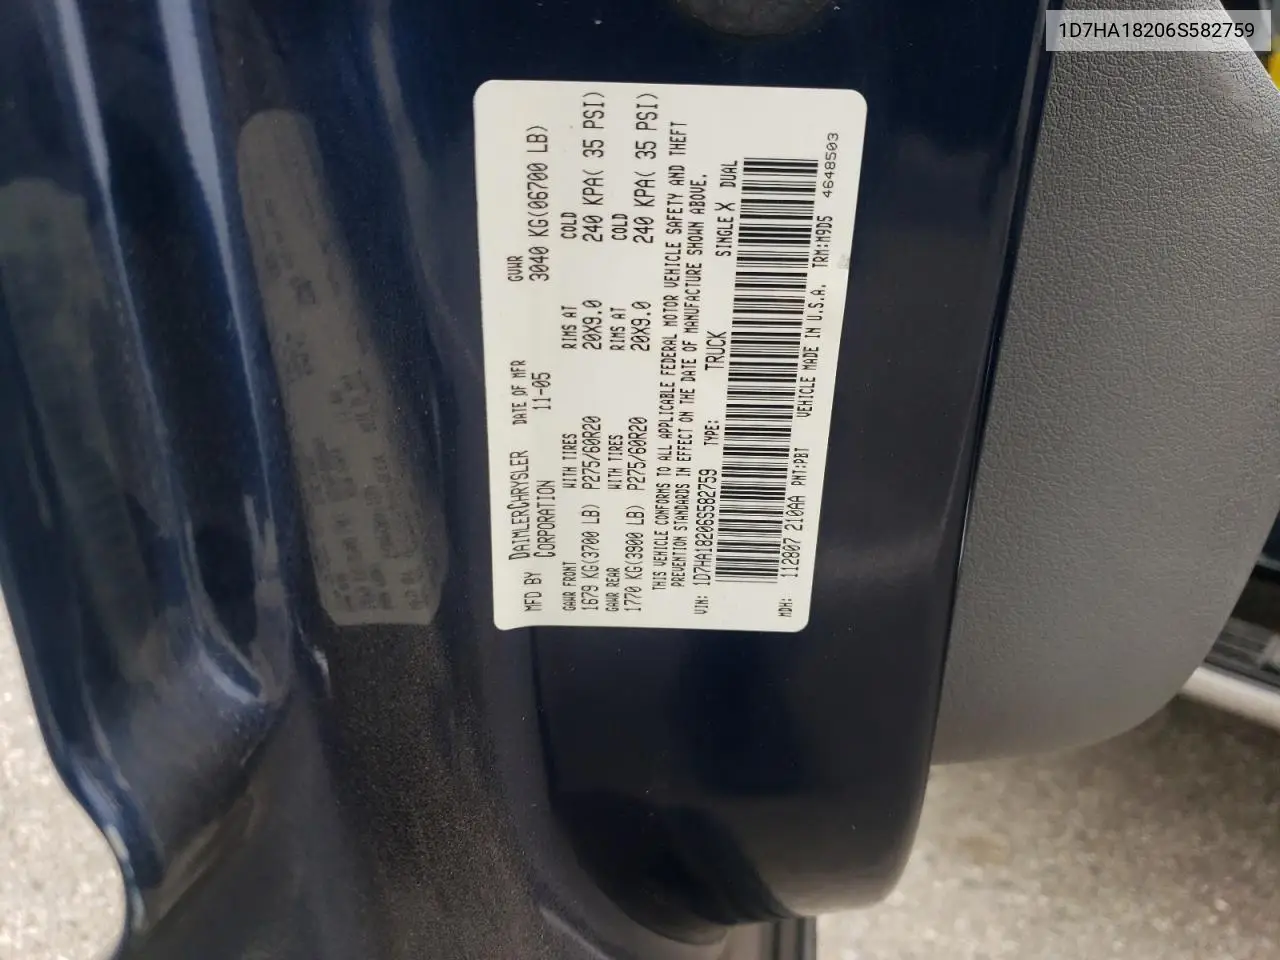 1D7HA18206S582759
MFD BY DAIMLERCHRYSLER CORPORATION DATE OF MFR 11-05 GVWR 3040 KG(06700 LB)
GAWR FRONT WITH TIRES RIMS AT COLD
1679 KG(3700 LB) P275/60R20 20X9.0 240 KPA( 35 PSI)
GAWR REAR WITH TIRES RIMS AT COLD
1770 KG(3900 LB) P275/60R20 20X9.0 240 KPA( 35 PSI)
THIS VEHICLE CONFORMS TO ALL APPLICABLE FEDERAL MOTOR VEHICLE SAFETY AND THEFT
PREVENTION STANDARDS IN EFFECT ON THE DATE OF MANUFACTURE SHOWN ABOVE.
VIN: 1D7HA18206S582759 TYPE: TRUCK SINGLE X DUAL
MDH: 112807 210AA PNT:PBT VEHICLE MADE IN U.S.A. TRM:M9D5 4648503